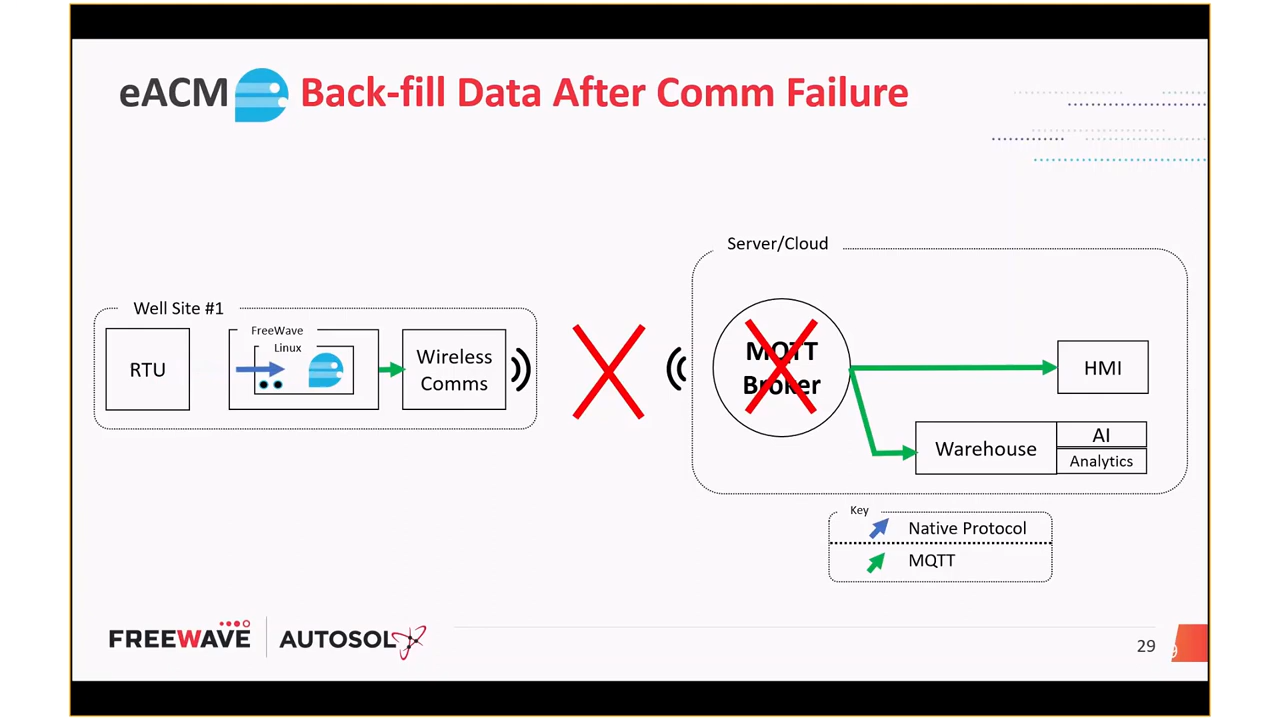 eACM Back-fill Data After Comm Failure
Server/Cloud
Well Site #1
FreeWave
Linux
RTU
Wireless
Comms
MQTT
Broker
HMI
Warehouse
AI
Analytics
Key
Native Protocol
MQTT
FREEWAVE
AUTOSOL
29